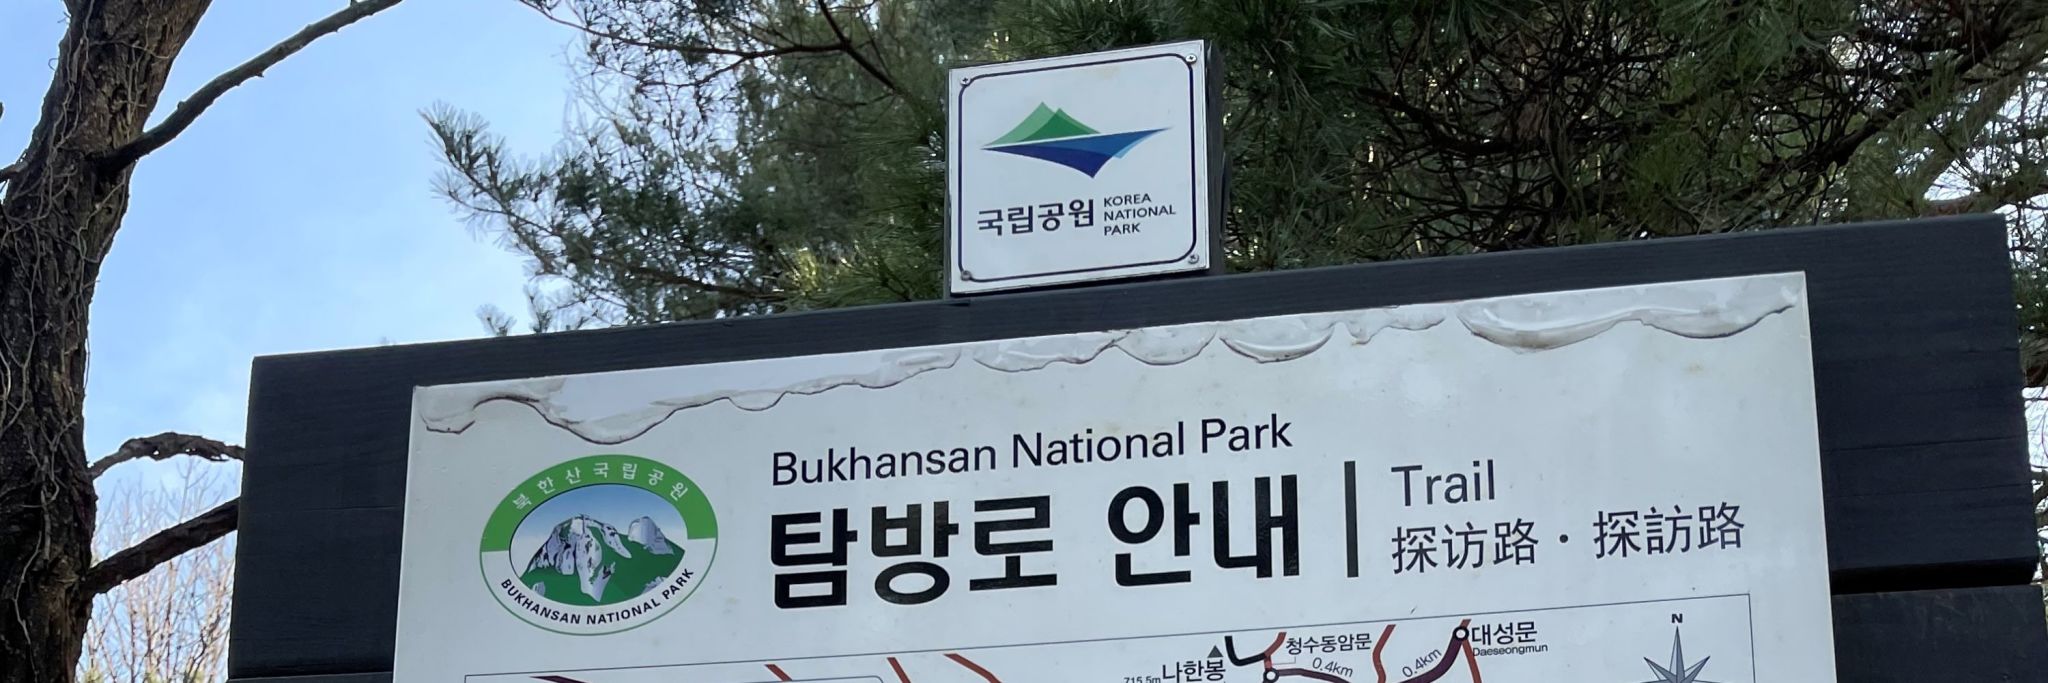 국립공원
KOREA
NATIONAL
PARK
Bukhansan National Park
탐방로 안내
Trail
探访路 · 探訪路
북한산국립공원
BUKHANSAN NATIONAL PARK
N
대성문
Daeseongmun
청수동암문
0.4km
0.4km
715.5m 나한봉